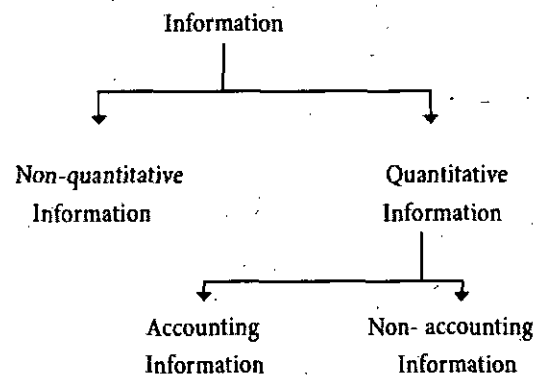 Information
Non-quantitative
Information
Quantitative
Information
Accounting
Information
Non- accounting
Information